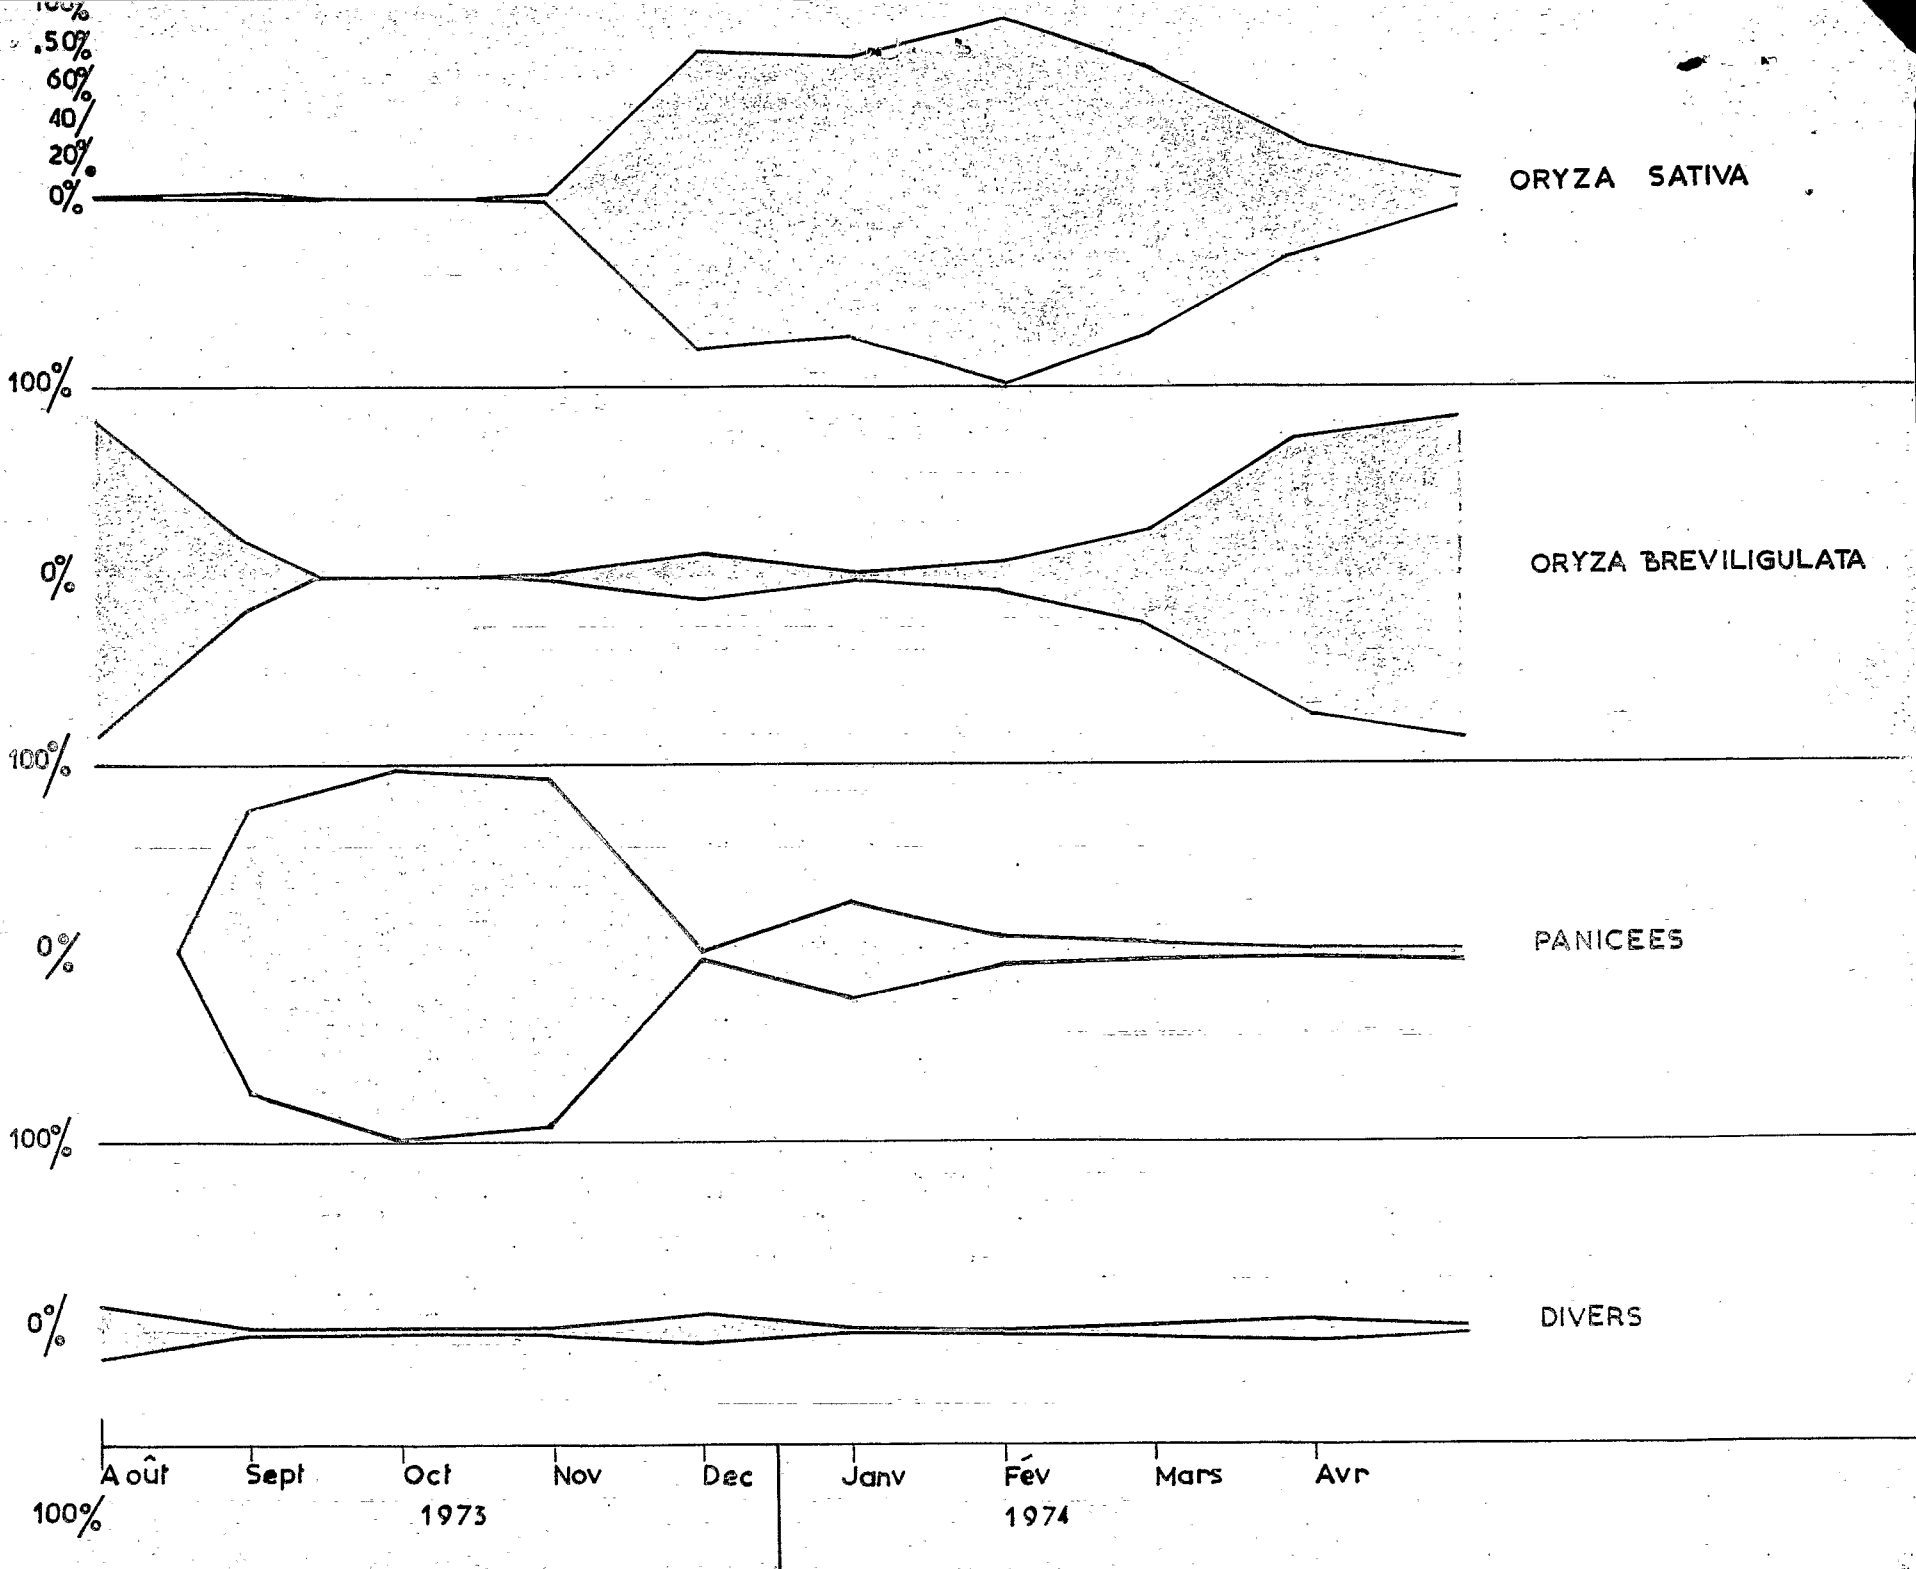 100%
.50%
60%
40/
20%.
0%
ORYZA SATIVA
100%
0%
ORYZA BREVILIGULATA
100%
0%
PANICEES
100%
0%
DIVERS
Août Sept Oct Nov Dec Janv Fév Mars Avr
100% 1973 1974